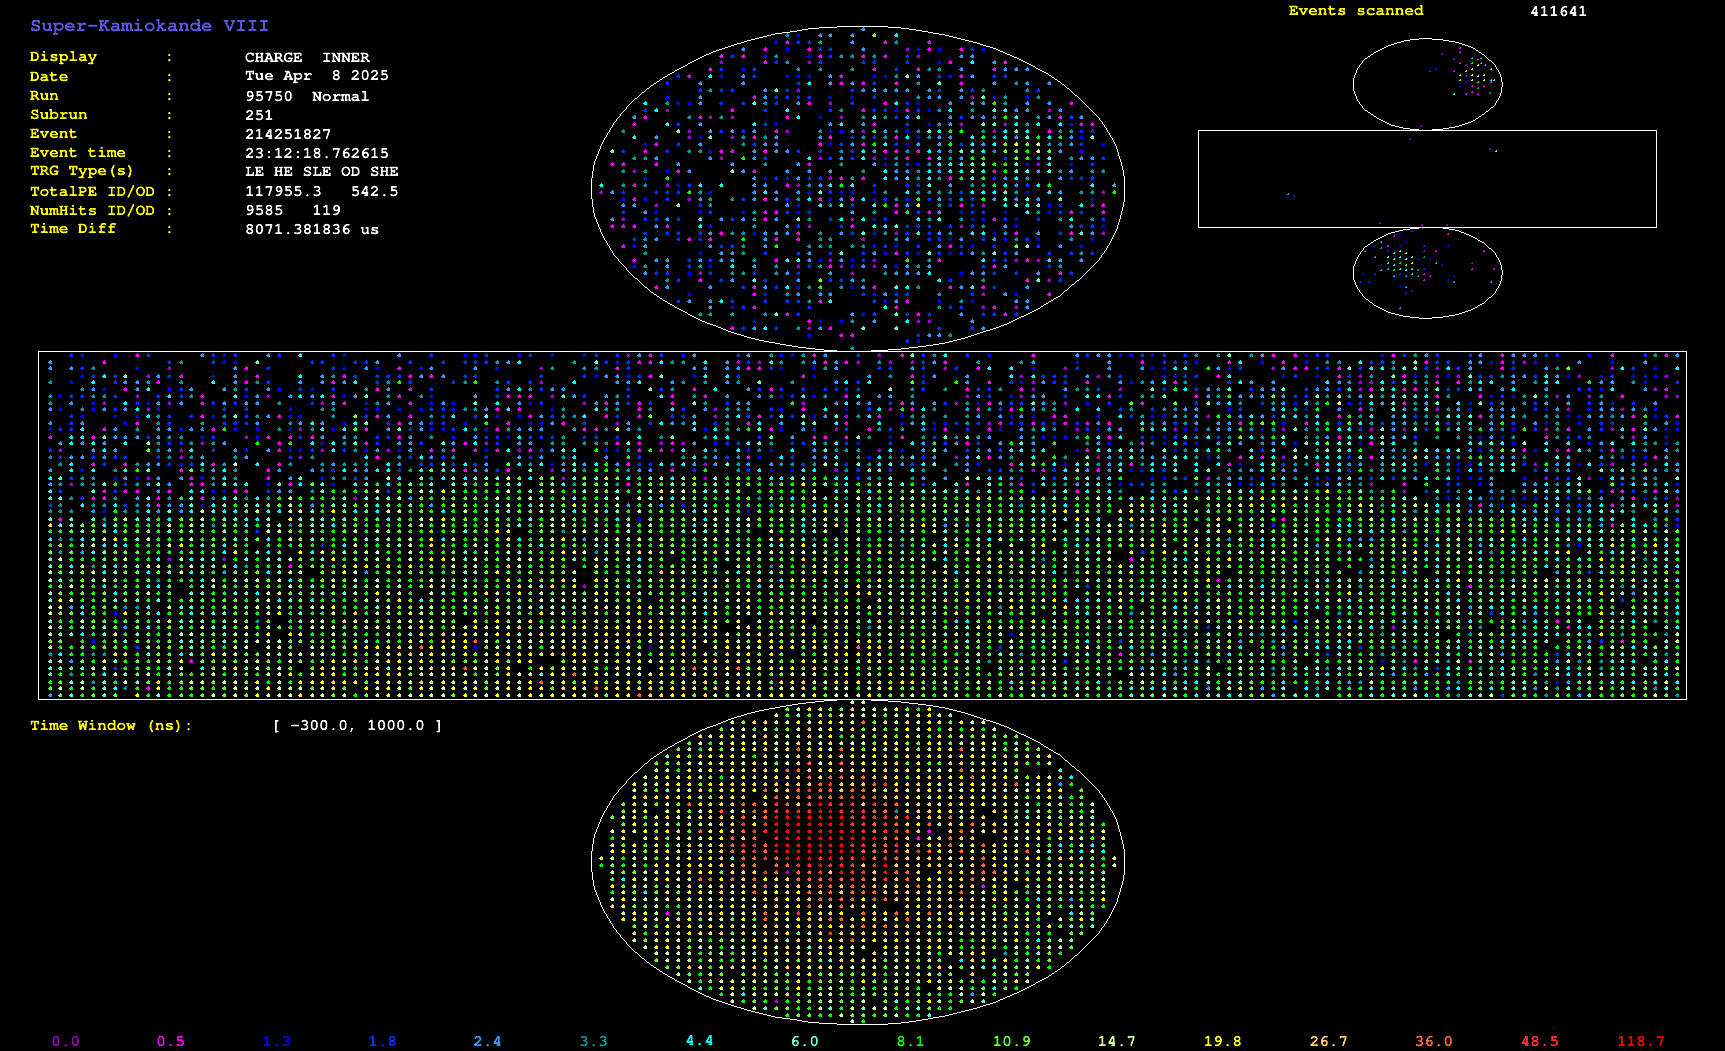 Super-Kamiokande VIII
Events scanned 411641
Display : CHARGE INNER
Date : Tue Apr 8 2025
Run : 95750 Normal
Subrun : 251
Event : 214251827
Event time : 23:12:18.762615
TRG Type(s) : LE HE SLE OD SHE
TotalPE ID/OD : 117955.3 542.5
NumHits ID/OD : 9585 119
Time Diff : 8071.381836 us
Time Window (ns): [ -300.0, 1000.0 ]
0.0 0.5 1.3 1.8 2.4 3.3 4.4 6.0 8.1 10.9 14.7 19.8 26.7 36.0 48.5 118.7